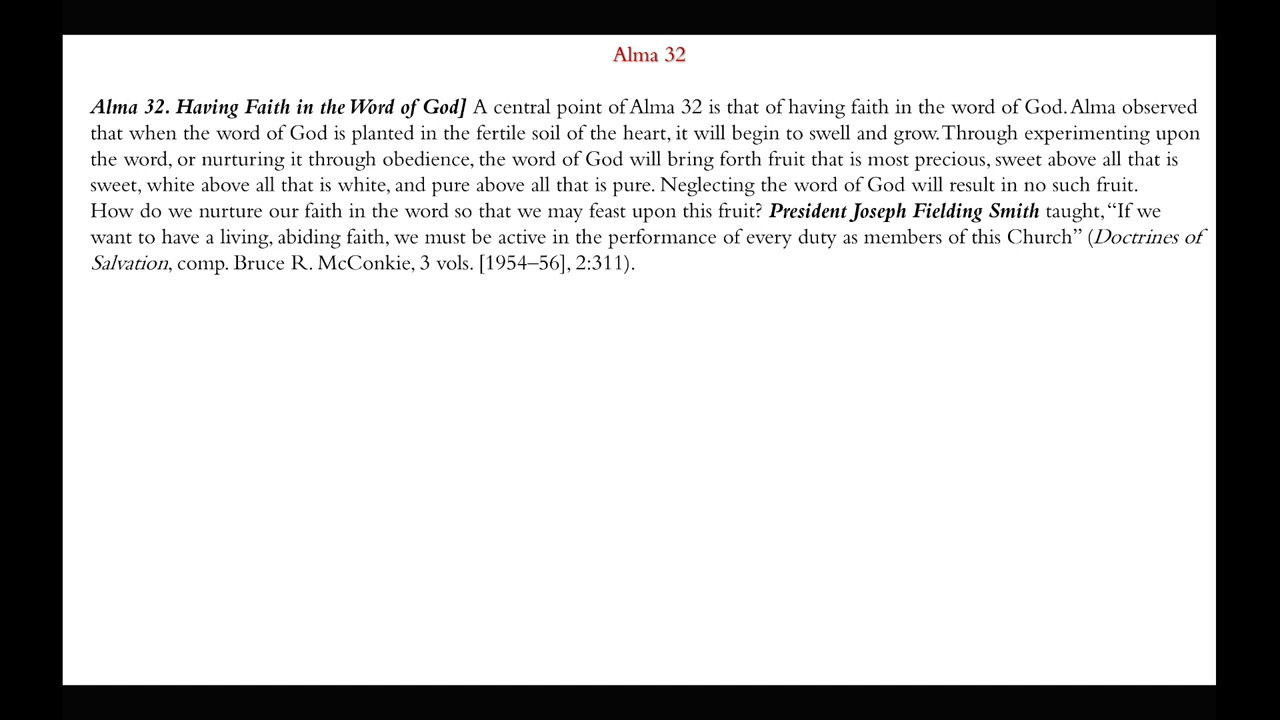 Alma 32
Alma 32. Having Faith in the Word of God] A central point of Alma 32 is that of having faith in the word of God. Alma observed
that when the word of God is planted in the fertile soil of the heart, it will begin to swell and grow. Through experimenting upon
the word, or nurturing it through obedience, the word of God will bring forth fruit that is most precious, sweet above all that is
sweet, white above all that is white, and pure above all that is pure. Neglecting the word of God will result in no such fruit.
How do we nurture our faith in the word so that we may feast upon this fruit? President Joseph Fielding Smith taught, “If we
want to have a living, abiding faith, we must be active in the performance of every duty as members of this Church” (Doctrines of
Salvation, comp. Bruce R. McConkie, 3 vols. [1954–56], 2:311).